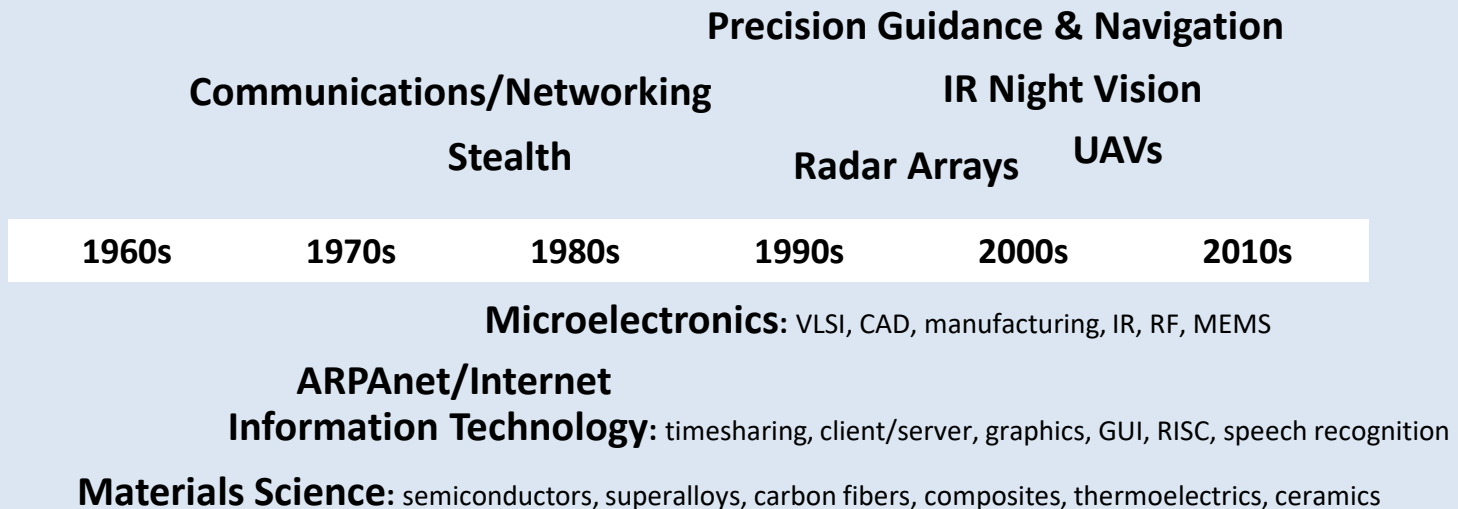 Precision Guidance & Navigation
Communications/Networking
IR Night Vision
Stealth
Radar Arrays
UAVs
1960s 1970s 1980s 1990s 2000s 2010s
Microelectronics: VLSI, CAD, manufacturing, IR, RF, MEMS
ARPAnet/Internet
Information Technology: timesharing, client/server, graphics, GUI, RISC, speech recognition
Materials Science: semiconductors, superalloys, carbon fibers, composites, thermoelectrics, ceramics